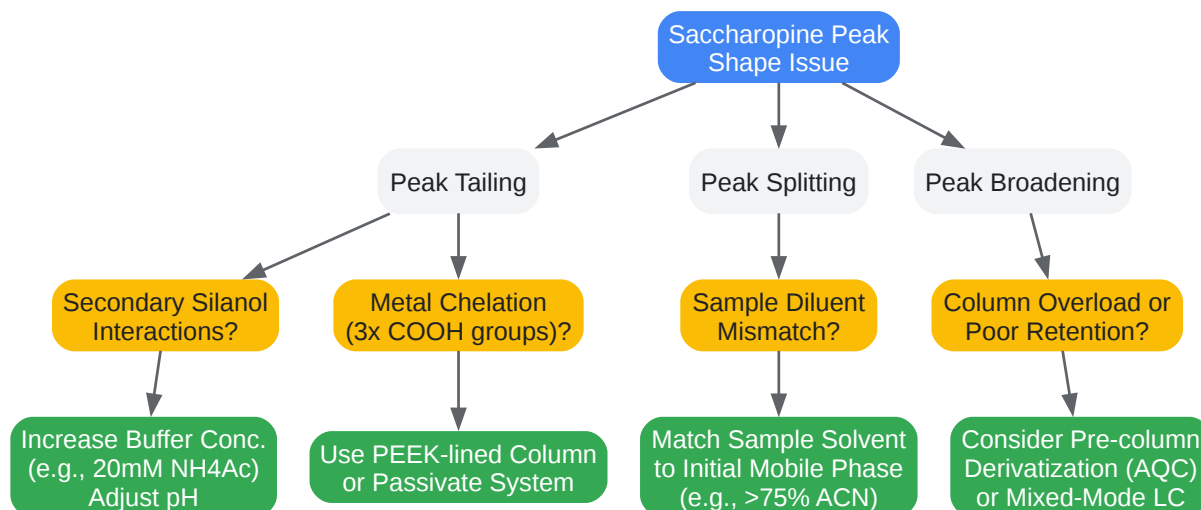 Saccharopine Peak
Shape Issue
Peak Tailing
Peak Splitting
Peak Broadening
Secondary Silanol
Interactions?
Metal Chelation
(3x COOH groups)?
Sample Diluent
Mismatch?
Column Overload or
Poor Retention?
Increase Buffer Conc.
(e.g., 20mM NH4Ac)
Adjust pH
Use PEEK-lined Column
or Passivate System
Match Sample Solvent
to Initial Mobile Phase
(e.g., >75% ACN)
Consider Pre-column
Derivatization (AQC)
or Mixed-Mode LC